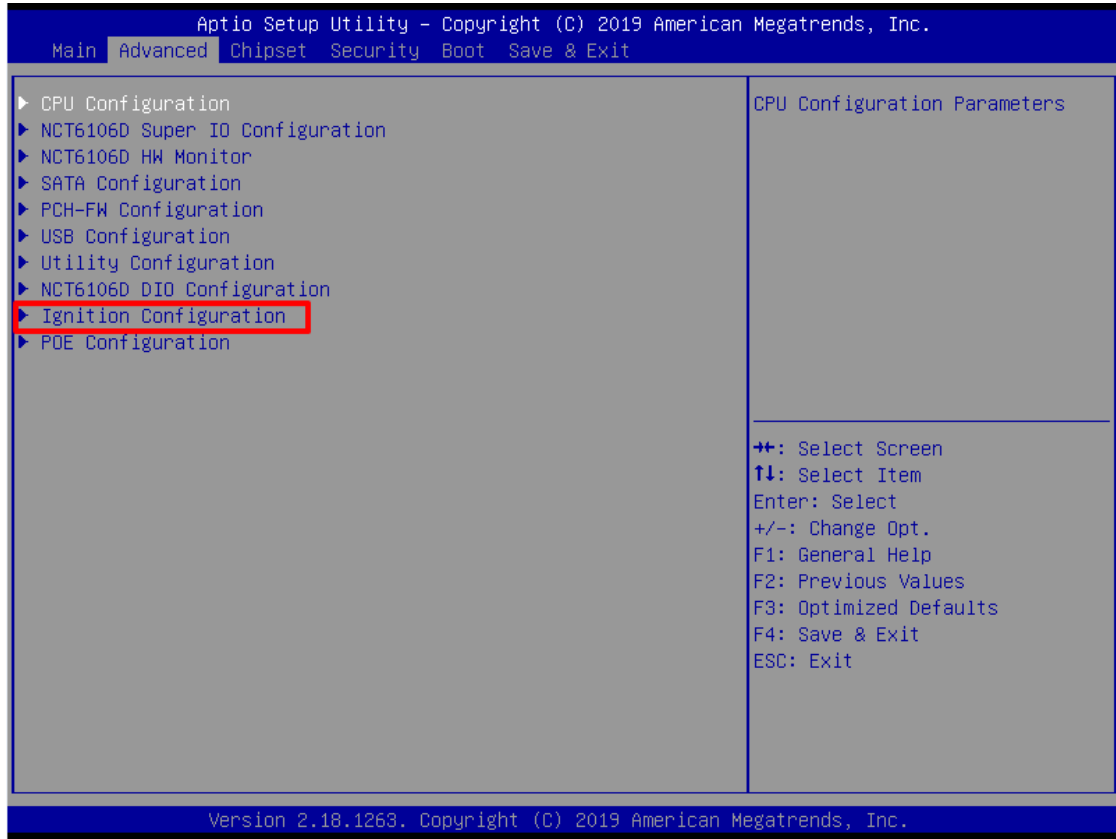 Aptio Setup Utility – Copyright (C) 2019 American Megatrends, Inc.
Main Advanced Chipset Security Boot Save & Exit
▶ CPU Configuration
▶ NCT6106D Super IO Configuration
▶ NCT6106D HW Monitor
▶ SATA Configuration
▶ PCH-FW Configuration
▶ USB Configuration
▶ Utility Configuration
▶ NCT6106D DIO Configuration
▶ Ignition Configuration
▶ POE Configuration
CPU Configuration Parameters
→←: Select Screen
↑↓: Select Item
Enter: Select
+/-: Change Opt.
F1: General Help
F2: Previous Values
F3: Optimized Defaults
F4: Save & Exit
ESC: Exit
Version 2.18.1263. Copyright (C) 2019 American Megatrends, Inc.